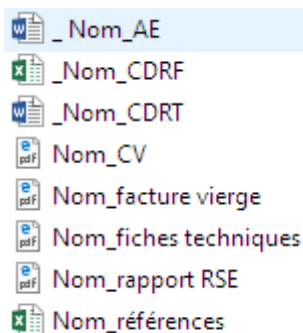 _ Nom_AE
_Nom_CDRF
_Nom_CDRT
Nom_CV
Nom_facture vierge
Nom_fiches techniques
Nom_rapport RSE
Nom_références